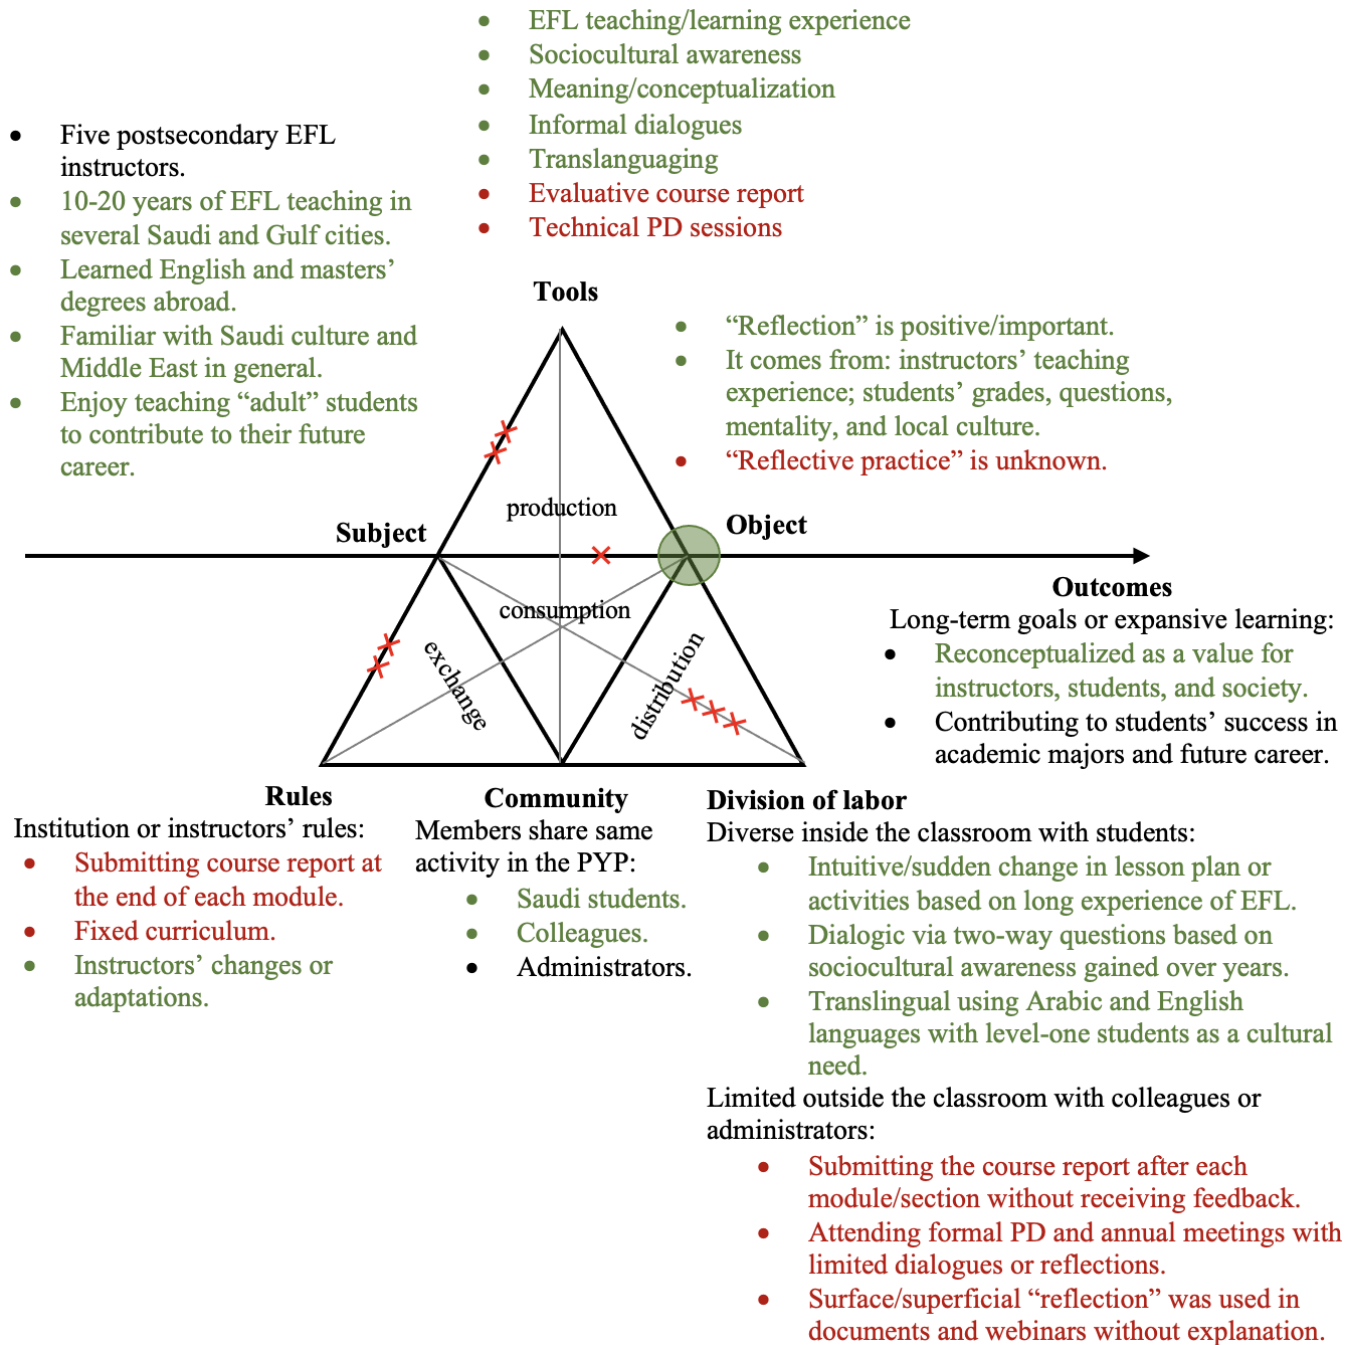 • EFL teaching/learning experience
• Sociocultural awareness
• Meaning/conceptualization
• Informal dialogues
• Translanguaging
• Evaluative course report
• Technical PD sessions
• Five postsecondary EFL
instructors.
• 10-20 years of EFL teaching in
several Saudi and Gulf cities.
• Learned English and masters’
degrees abroad.
• Familiar with Saudi culture and
Middle East in general.
• Enjoy teaching “adult” students
to contribute to their future
career.
Tools
• “Reflection” is positive/important.
• It comes from: instructors’ teaching
experience; students’ grades, questions,
mentality, and local culture.
• “Reflective practice” is unknown.
production
Subject
Object
consumption
exchange
distribution
Outcomes
Long-term goals or expansive learning:
• Reconceptualized as a value for
instructors, students, and society.
• Contributing to students’ success in
academic majors and future career.
Rules
Institution or instructors’ rules:
• Submitting course report at
the end of each module.
• Fixed curriculum.
• Instructors’ changes or
adaptations.
Community
Members share same
activity in the PYP:
• Saudi students.
• Colleagues.
• Administrators.
Division of labor
Diverse inside the classroom with students:
• Intuitive/sudden change in lesson plan or
activities based on long experience of EFL.
• Dialogic via two-way questions based on
sociocultural awareness gained over years.
• Translingual using Arabic and English
languages with level-one students as a cultural
need.
Limited outside the classroom with colleagues or
administrators:
• Submitting the course report after each
module/section without receiving feedback.
• Attending formal PD and annual meetings with
limited dialogues or reflections.
• Surface/superficial “reflection” was used in
documents and webinars without explanation.